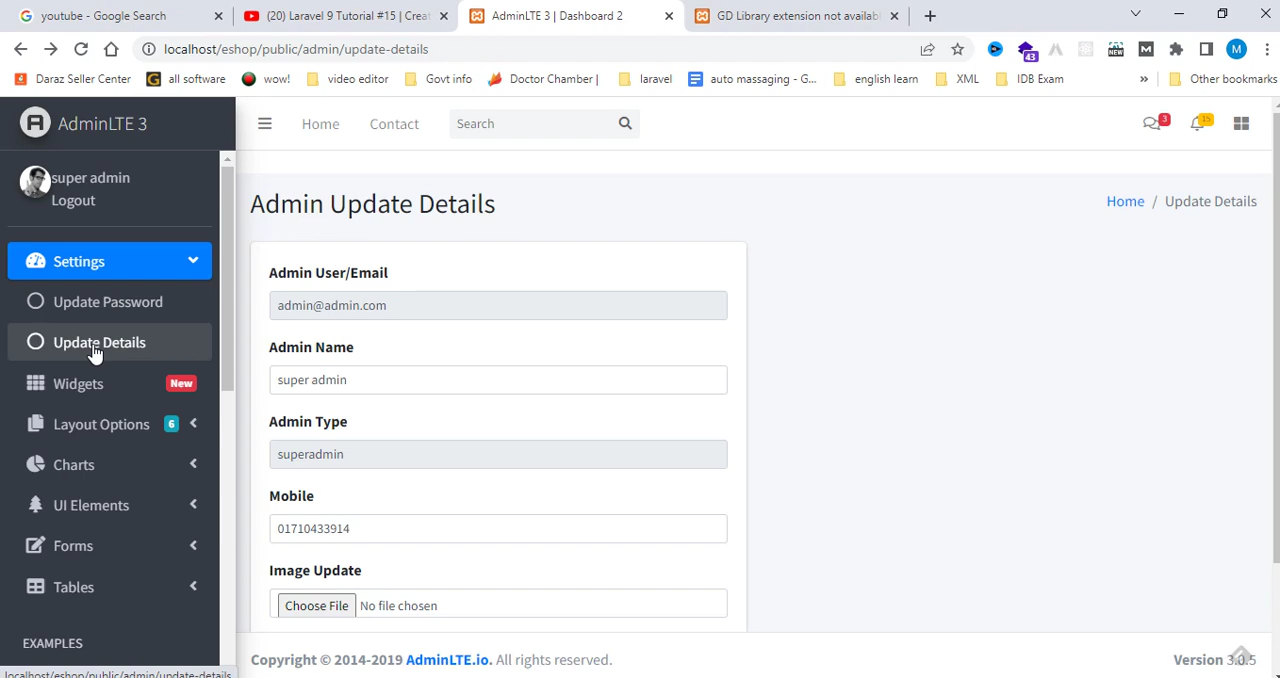 youtube - Google Search
(20) Laravel 9 Tutorial #15 | Creat
AdminLTE 3 | Dashboard 2
GD Library extension not availabl
localhost/eshop/public/admin/update-details
43
NEW
M
M
Daraz Seller Center
G all software
wow!
video editor
Govt info
Doctor Chamber |
laravel
auto massaging - G...
english learn
XML
IDB Exam
»
Other bookmarks
AdminLTE 3
Home
Contact
Search
3
15
super admin
Logout
Settings
Update Password
Update Details
Widgets
New
Layout Options
6
Charts
UI Elements
Forms
Tables
EXAMPLES
localhost/eshop/public/admin/update-details
Admin Update Details
Home / Update Details
Admin User/Email
admin@admin.com
Admin Name
super admin
Admin Type
superadmin
Mobile
01710433914
Image Update
Choose File No file chosen
Copyright © 2014-2019 AdminLTE.io. All rights reserved.
Version 3.0.5